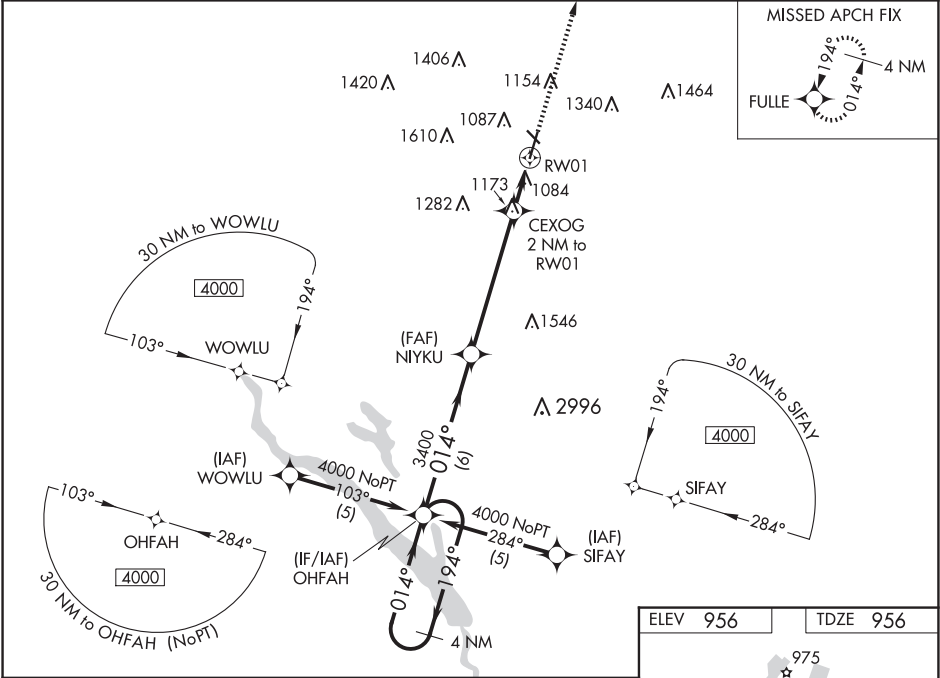 MISSED APCH FIX
194°
4 NM
FULLE
014°
1406
1420
1154
1340
1464
1087
1610
RW01
1173
1084
1282
CEXOG
2 NM to
RW01
30 NM to WOWLU
4000
194°
103°
WOWLU
1546
(FAF)
NIYKU
2996
30 NM to SIFAY
194°
4000
SIFAY
284°
3400
014°
(6)
(IAF)
WOWLU
4000 NoPT
103°
(5)
4000 NoPT
284°
(5)
(IAF)
SIFAY
103°
OHFAH
284°
4000
30 NM to OHFAH (NoPT)
(IF/IAF)
OHFAH
014°
194°
4 NM
ELEV 956
TDZE 956
975